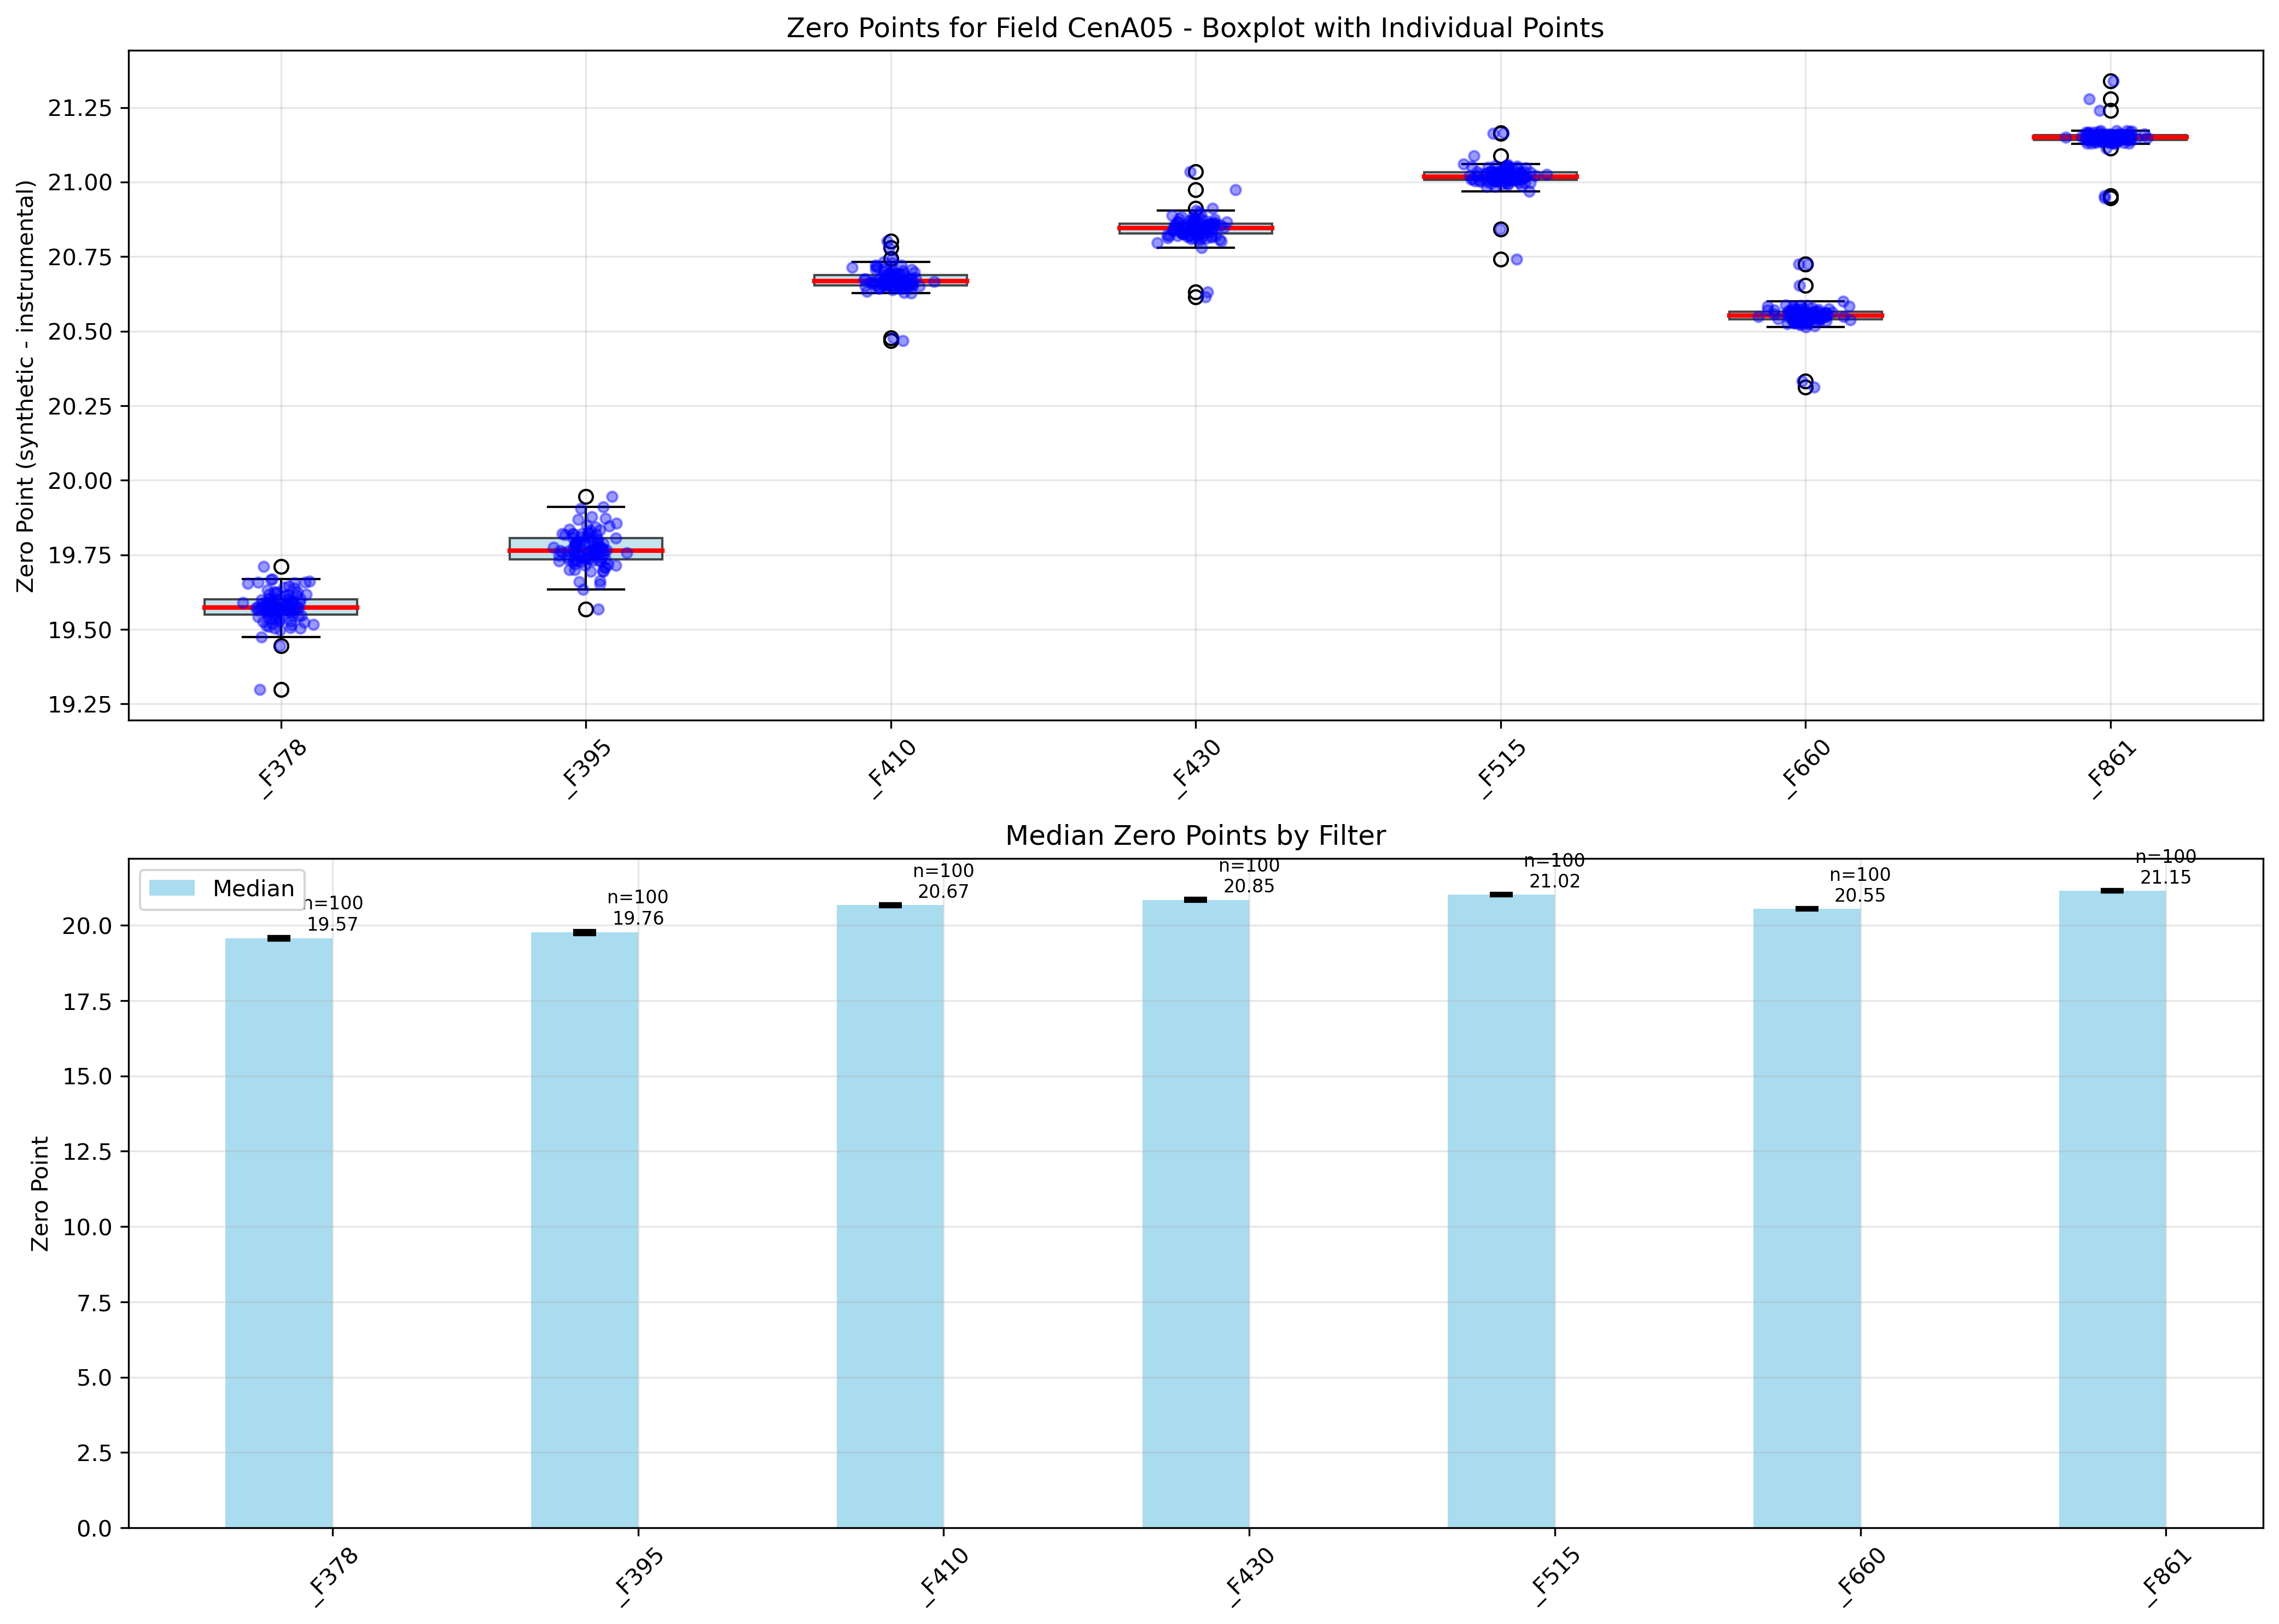 Zero Points for Field CenA05 - Boxplot with Individual Points
Zero Point (synthetic - instrumental)
21.25
21.00
20.75
20.50
20.25
20.00
19.75
19.50
19.25
_F378
_F395
_F410
_F430
_F515
_F660
_F861
Median Zero Points by Filter
Median
n=100
19.57
n=100
19.76
n=100
20.67
n=100
20.85
n=100
21.02
n=100
20.55
n=100
21.15
Zero Point
20.0
17.5
15.0
12.5
10.0
7.5
5.0
2.5
0.0
_F378
_F395
_F410
_F430
_F515
_F660
_F861